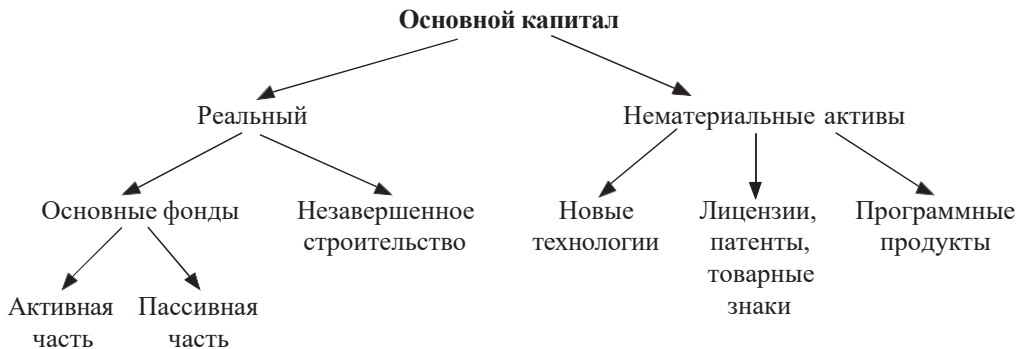 Основной капитал
Реальный
Нематериальные активы
Основные фонды
Незавершенное
строительство
Новые
технологии
Лицензии,
патенты,
товарные
знаки
Программные
продукты
Активная
часть
Пассивная
часть